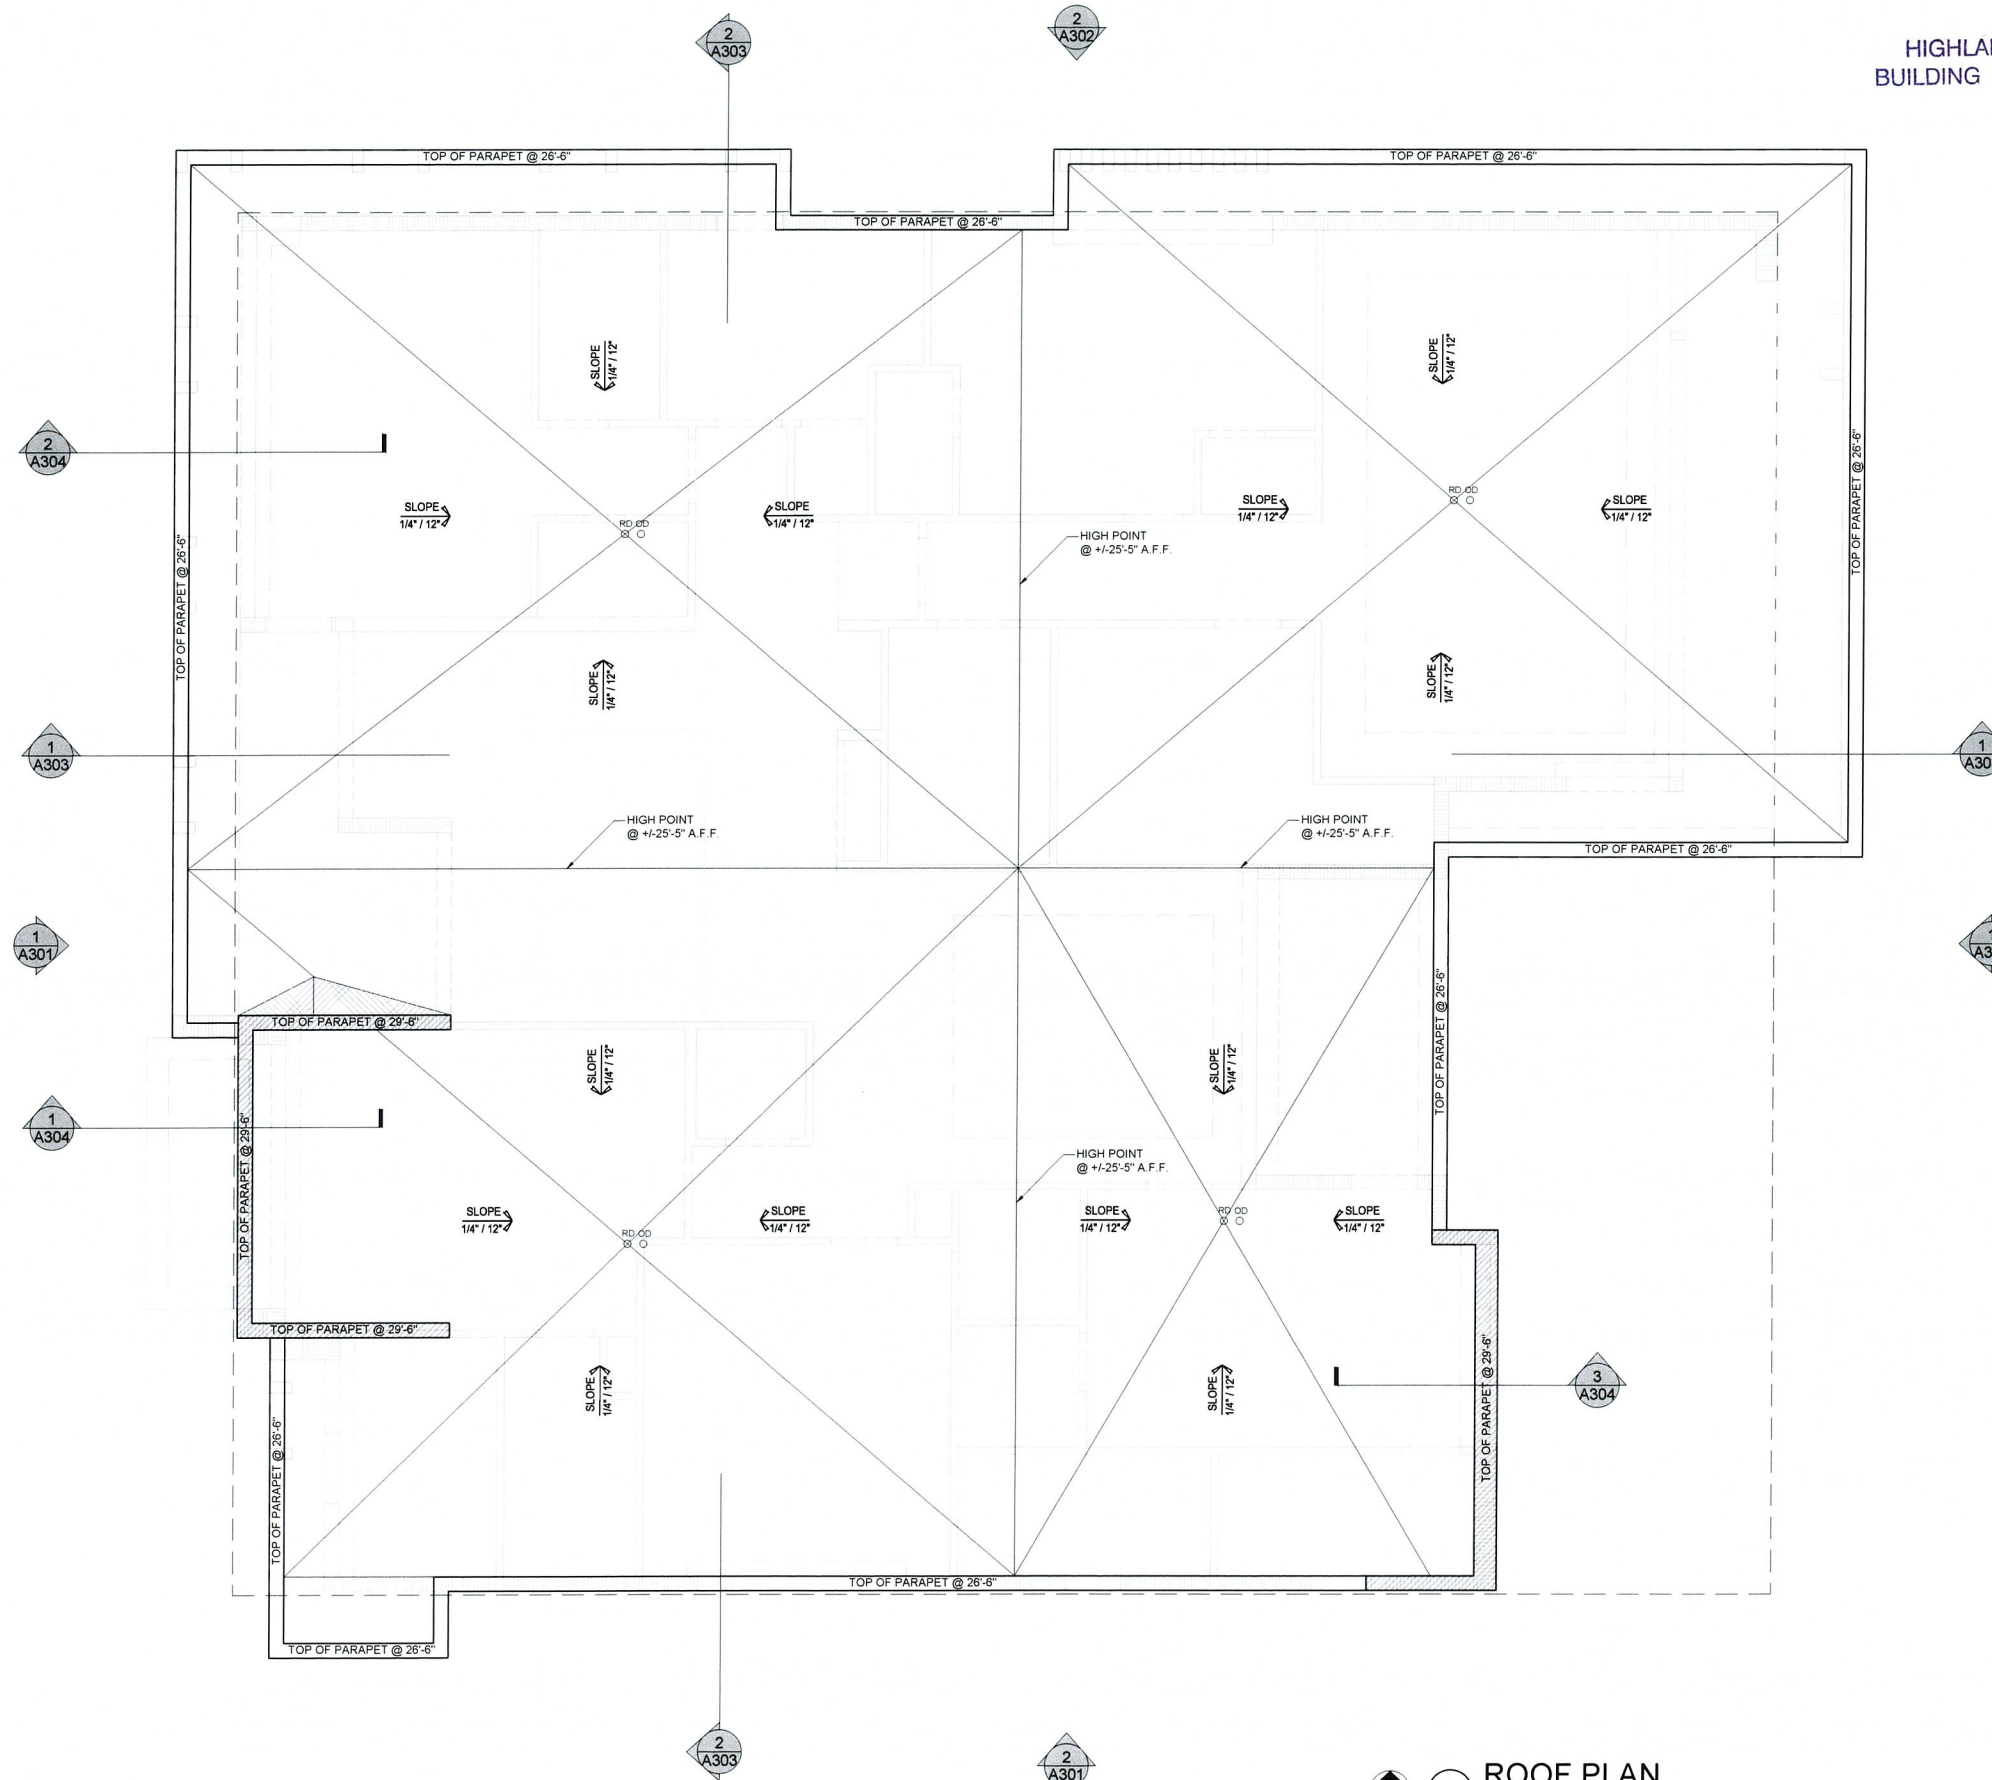 2
A303
2
A302
BUILDING
TOP OF PARAPET @ 26'-6"
TOP OF PARAPET @ 26'-6"
TOP OF PARAPET @ 26'-6"
SLOPE
1/4" / 12"
SLOPE
1/4" / 12"
2
A304
TOP OF PARAPET @ 26'-6"
SLOPE
1/4" / 12"
SLOPE
1/4" / 12"
SLOPE
1/4" / 12"
SLOPE
1/4" / 12"
RD OD
RD OD
HIGH POINT
@ +/-25'-5" A.F.F.
TOP OF PARAPET @ 26'-6"
SLOPE
1/4" / 12"
SLOPE
1/4" / 12"
1
A303
1
HIGH POINT
@ +/-25'-5" A.F.F.
HIGH POINT
@ +/-25'-5" A.F.F.
TOP OF PARAPET @ 26'-6"
1
A301
TOP OF PARAPET @ 26'-6"
TOP OF PARAPET @ 29'-6"
SLOPE
1/4" / 12"
SLOPE
1/4" / 12"
1
A304
TOP OF PARAPET @ 29'-6"
HIGH POINT
@ +/-25'-5" A.F.F.
SLOPE
1/4" / 12"
SLOPE
1/4" / 12"
SLOPE
1/4" / 12"
SLOPE
1/4" / 12"
RD OD
RD OD
TOP OF PARAPET @ 29'-6"
SLOPE
1/4" / 12"
SLOPE
1/4" / 12"
3
A304
TOP OF PARAPET @ 29'-6"
TOP OF PARAPET @ 26'-6"
TOP OF PARAPET @ 26'-6"
TOP OF PARAPET @ 26'-6"
2
A303
2
A301
ROOF PLAN